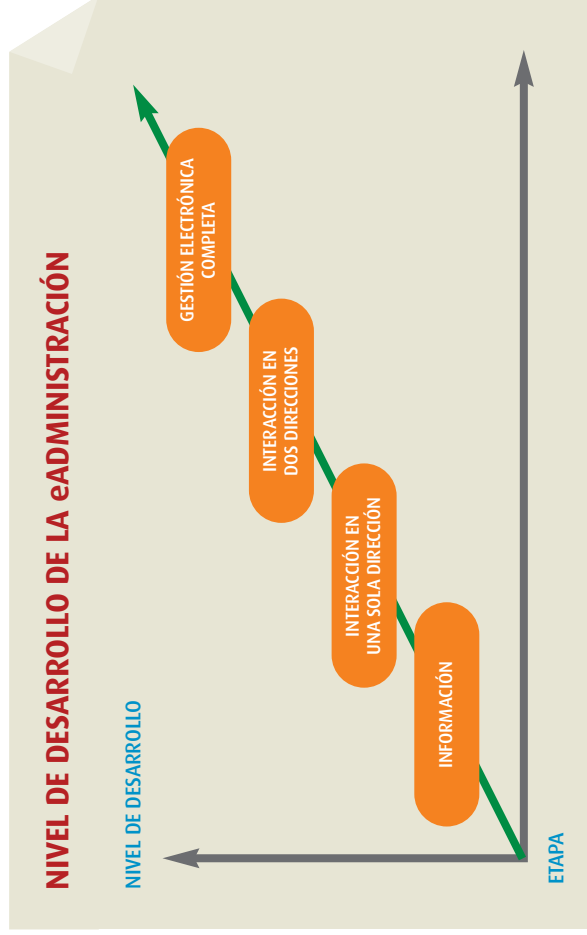 NIVEL DE DESARROLLO DE LA eADMINISTRACIÓN
NIVEL DE DESARROLLO
GESTIÓN ELECTRÓNICA
COMPLETA
INTERACCIÓN EN
DOS DIRECCIONES
INTERACCIÓN EN
UNA SOLA DIRECCIÓN
INFORMACIÓN
ETAPA